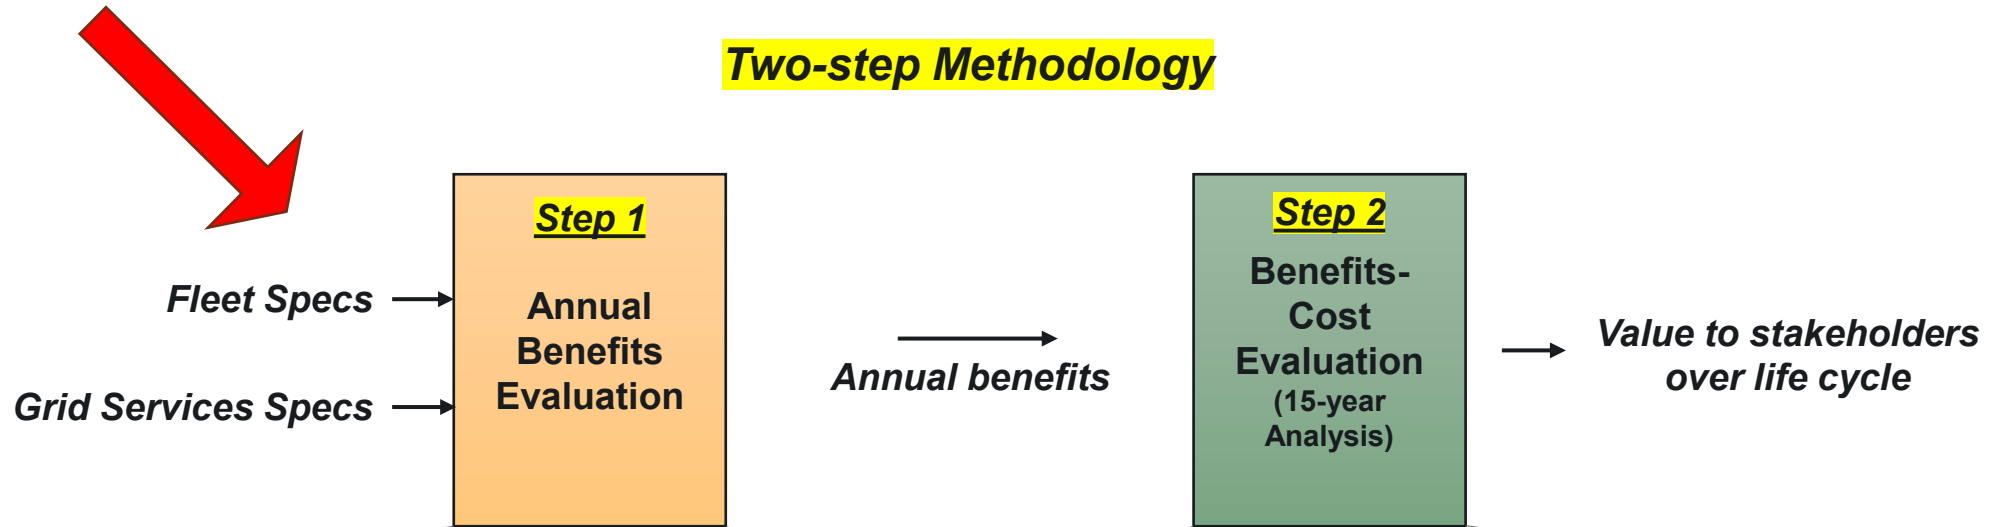 Two-step Methodology
Fleet Specs
Grid Services Specs
Step 1
Annual
Benefits
Evaluation
Annual benefits
Step 2
Benefits-
Cost
Evaluation
(15-year
Analysis)
Value to stakeholders
over life cycle